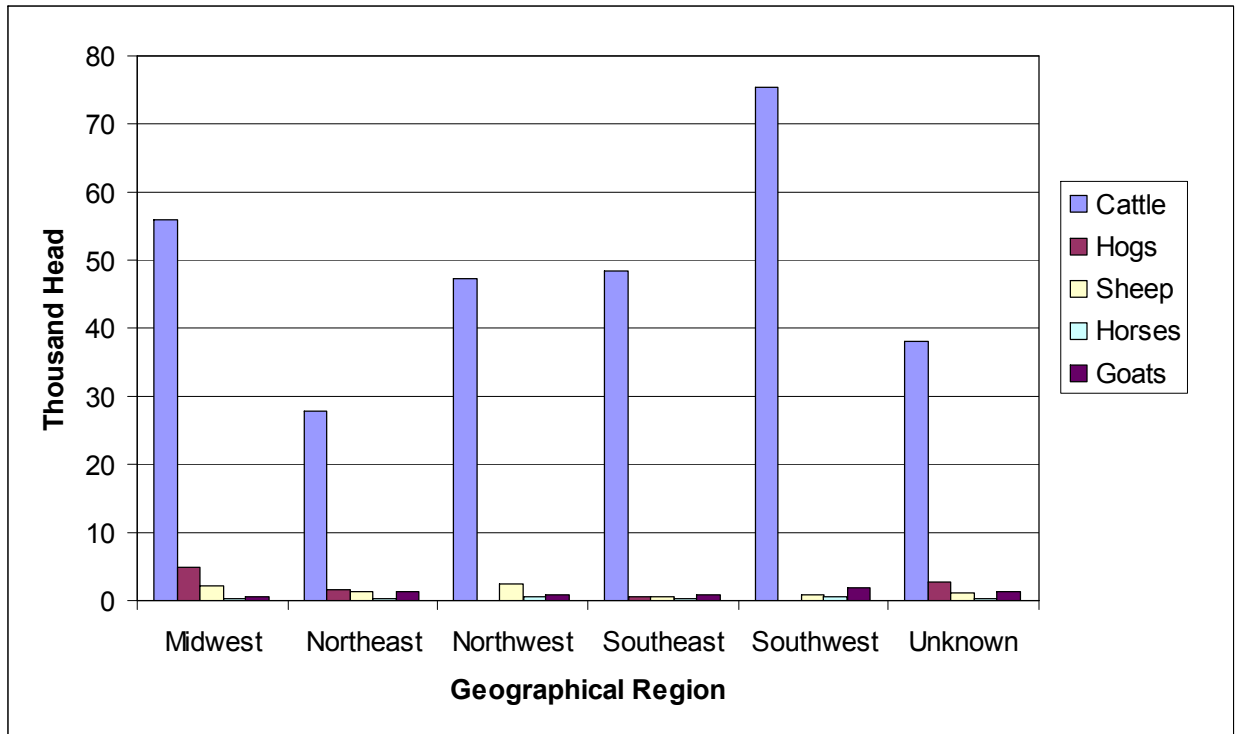 80
70
60
50
40
30
20
10
0
Thousand Head
Midwest Northeast Northwest Southeast Southwest Unknown
Geographical Region
Cattle
Hogs
Sheep
Horses
Goats